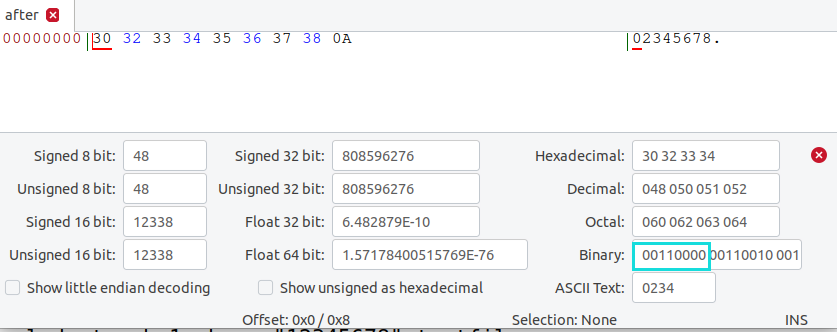 after
00000000 30 32 33 34 35 36 37 38 0A 02345678.
Signed 8 bit: 48 Signed 32 bit: 808596276 Hexadecimal: 30 32 33 34
Unsigned 8 bit: 48 Unsigned 32 bit: 808596276 Decimal: 048 050 051 052
Signed 16 bit: 12338 Float 32 bit: 6.482879E-10 Octal: 060 062 063 064
Unsigned 16 bit: 12338 Float 64 bit: 1.57178400515769E-76 Binary: 00110000 00110010 001
Show little endian decoding Show unsigned as hexadecimal ASCII Text: 0234
Offset: 0x0 / 0x8 Selection: None INS